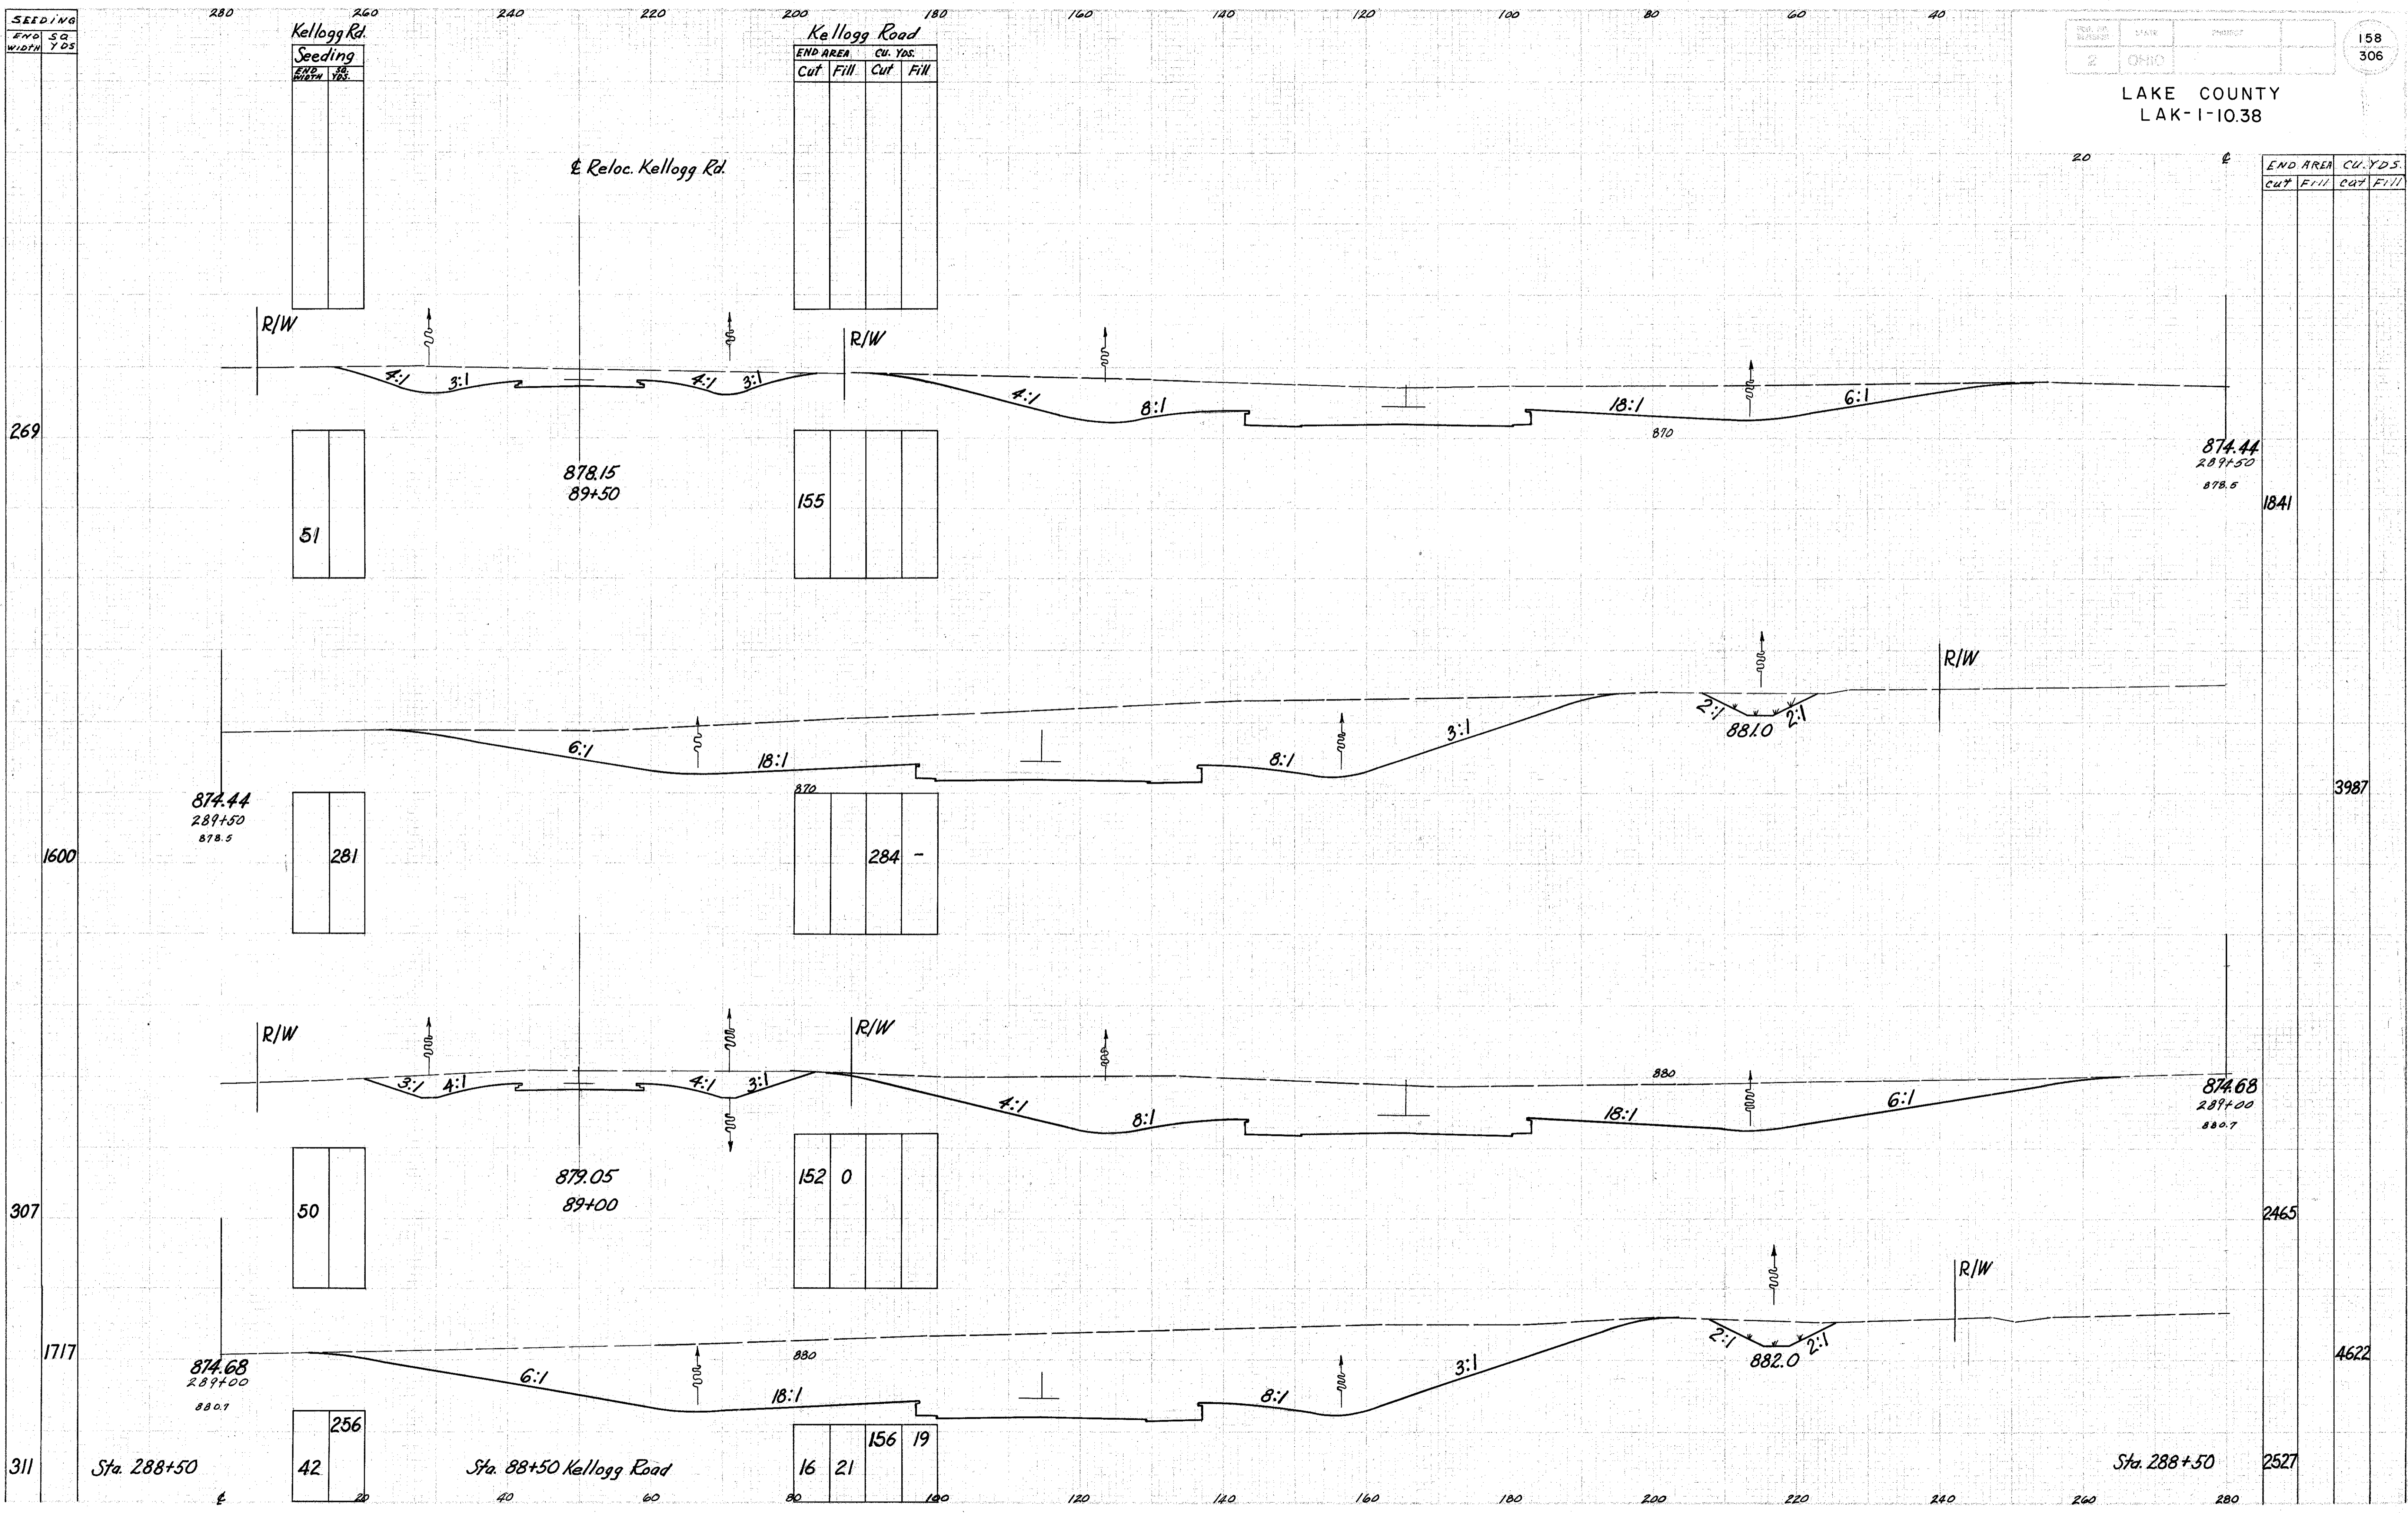 280 260 240 220 200 180 160 140 120 100 80 60 40
SEEDING
END WIDTH SQ YDS
Kellogg Rd.
Seeding
END WIDTH SQ. YDS.
Kellogg Road
END AREA CU. YDS.
Cut Fill Cut Fill
2 OHIO
158
306
LAKE COUNTY
LAK-1-10.38
20 ℄
END AREA CU. YDS.
Cut Fill Cut Fill
℄ Reloc. Kellogg Rd.
R/W R/W
4:1 3:1 4:1 3:1 4:1 8:1 18:1 6:1
870
269
878.15
89+50
51
155
874.44
289+50
878.5
1841
R/W
6:1 18:1 8:1 3:1 2:1 2:1
881.0
870
874.44
289+50
878.5
3987
1600
281
284 -
R/W R/W
3:1 4:1 4:1 3:1 4:1 8:1 18:1 6:1
880
874.68
289+00
880.7
879.05
89+00
152 0
50
307
2465
R/W
880
6:1 18:1 8:1 3:1 2:1 2:1
882.0
1717
874.68
289+00
880.7
4622
256
156 19
311
Sta. 288+50
42
Sta. 88+50 Kellogg Road
16 21
Sta. 288+50
2527
℄ 20 40 60 80 100 120 140 160 180 200 220 240 260 280